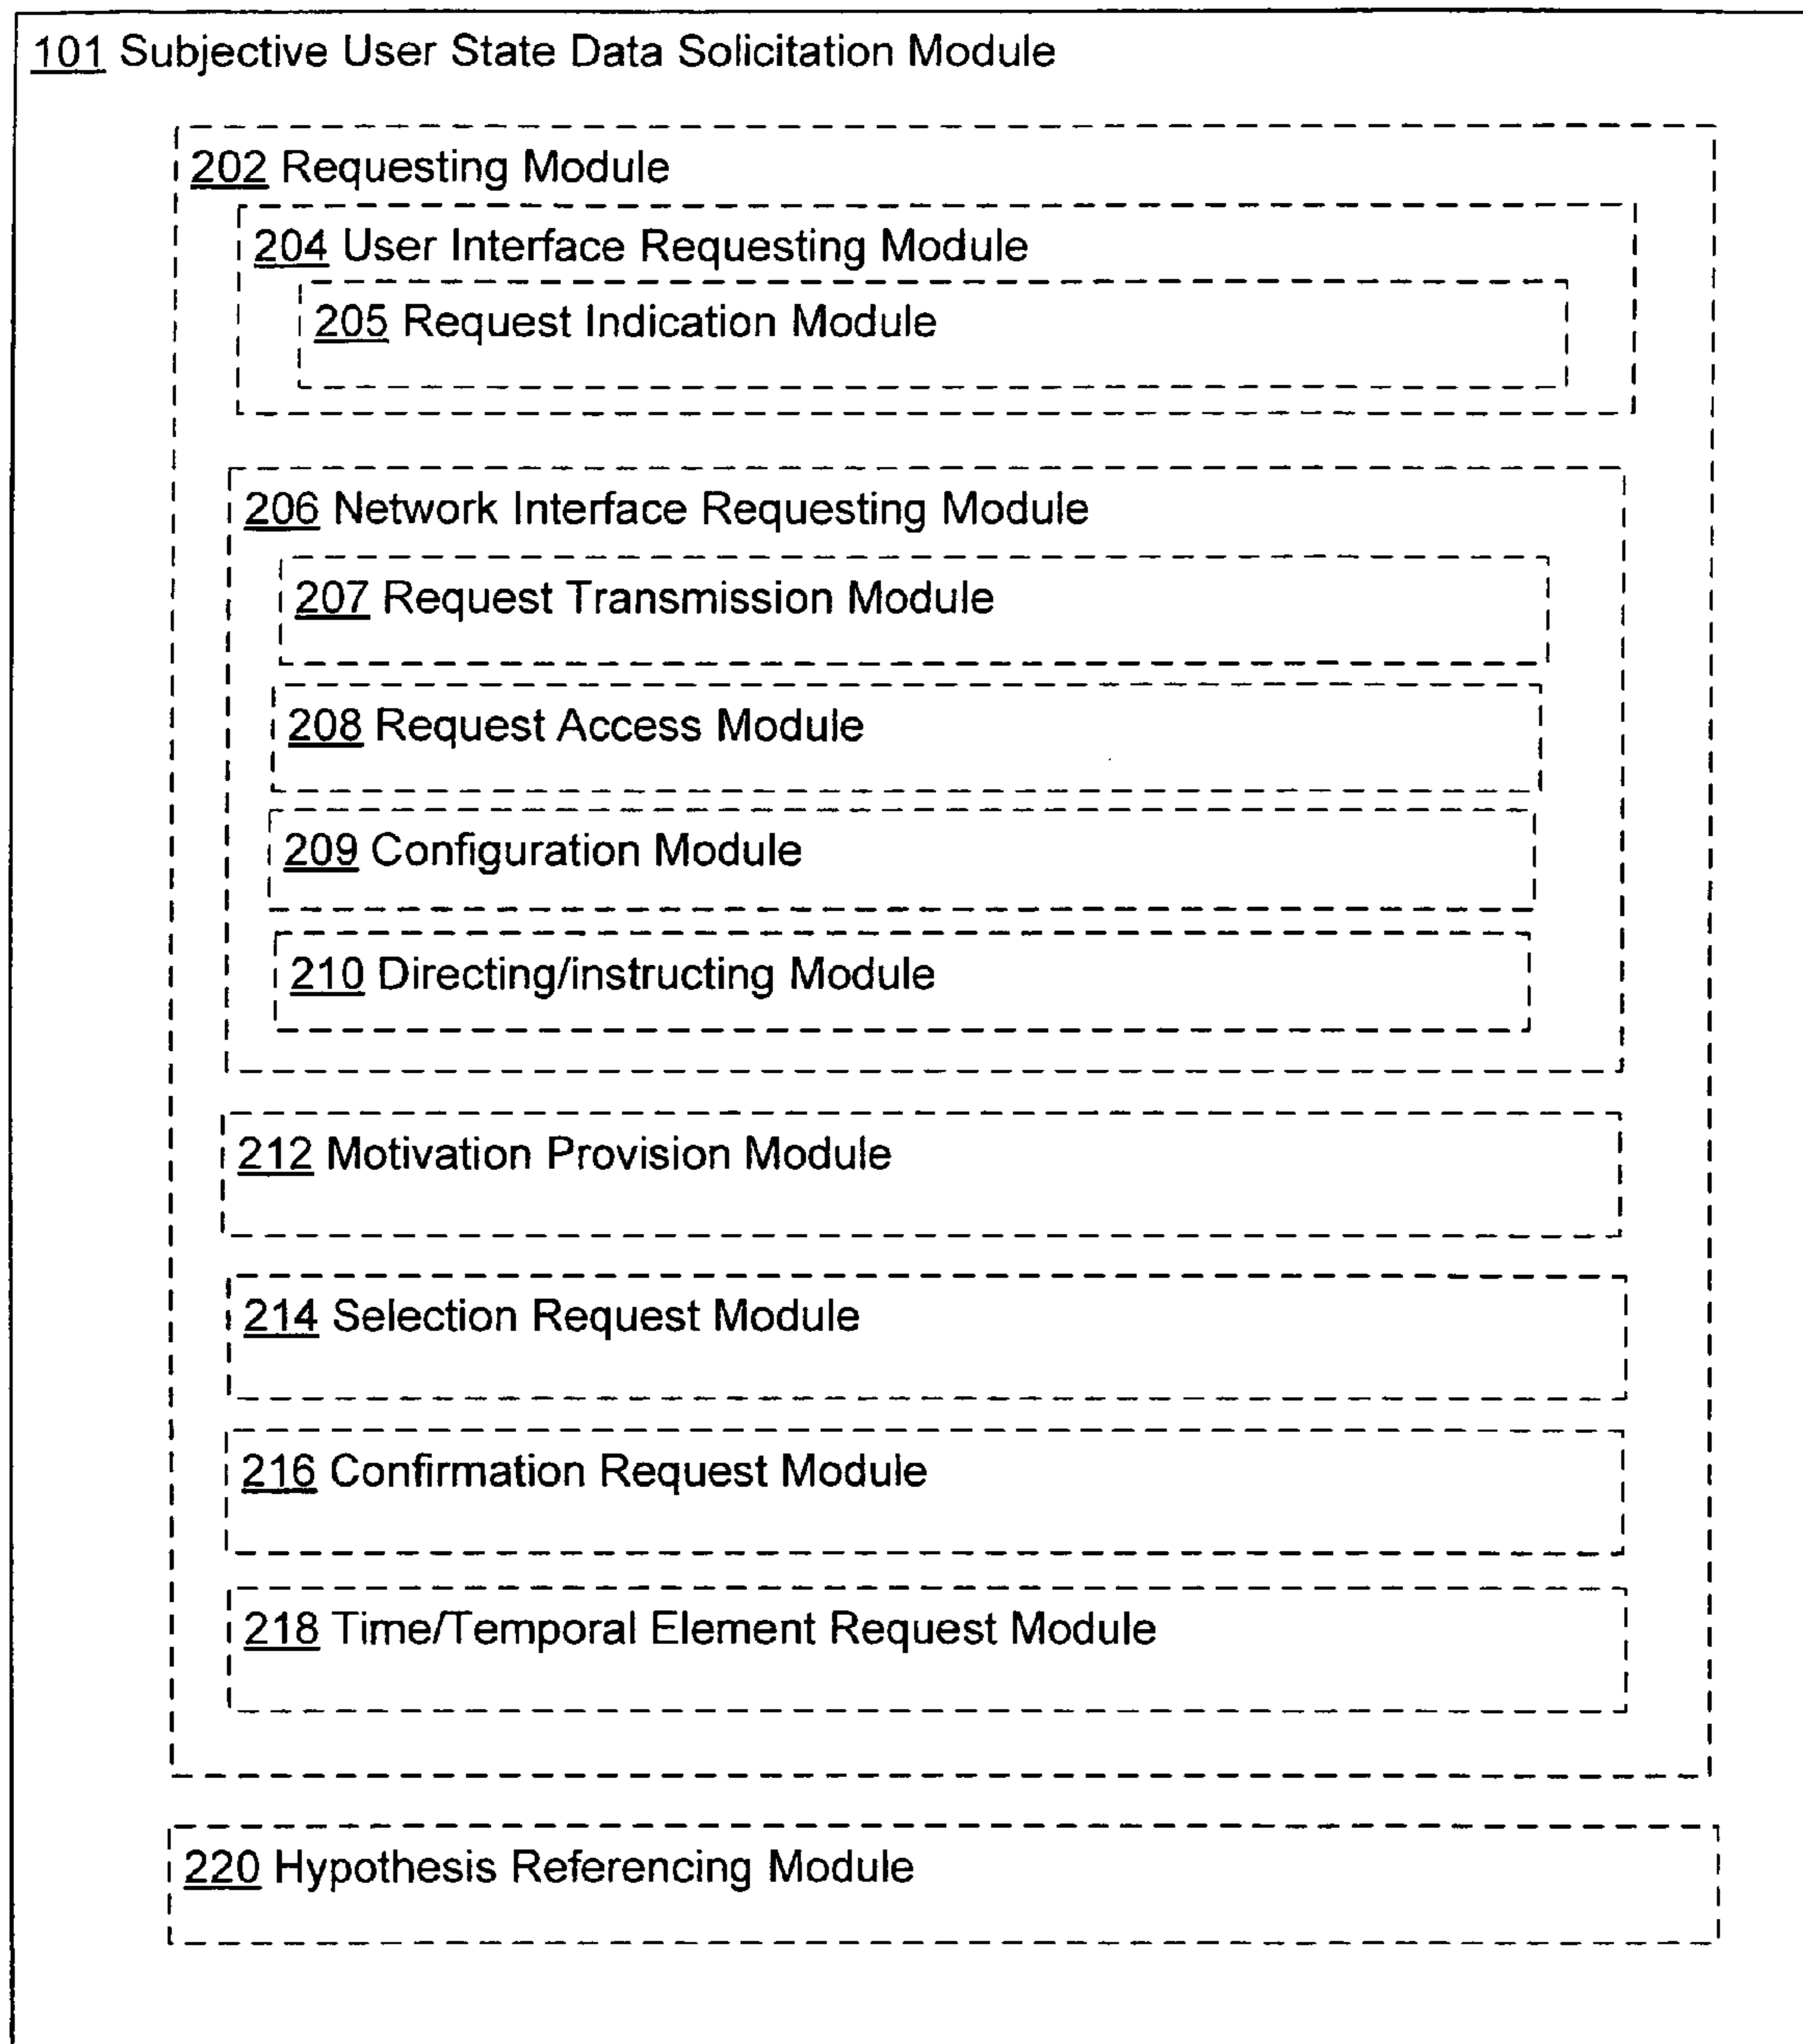 101 Subjective User State Data Solicitation Module
202 Requesting Module
204 User Interface Requesting Module
205 Request Indication Module
206 Network Interface Requesting Module
207 Request Transmission Module
208 Request Access Module
209 Configuration Module
210 Directing/instructing Module
212 Motivation Provision Module
214 Selection Request Module
216 Confirmation Request Module
218 Time/Temporal Element Request Module
220 Hypothesis Referencing Module